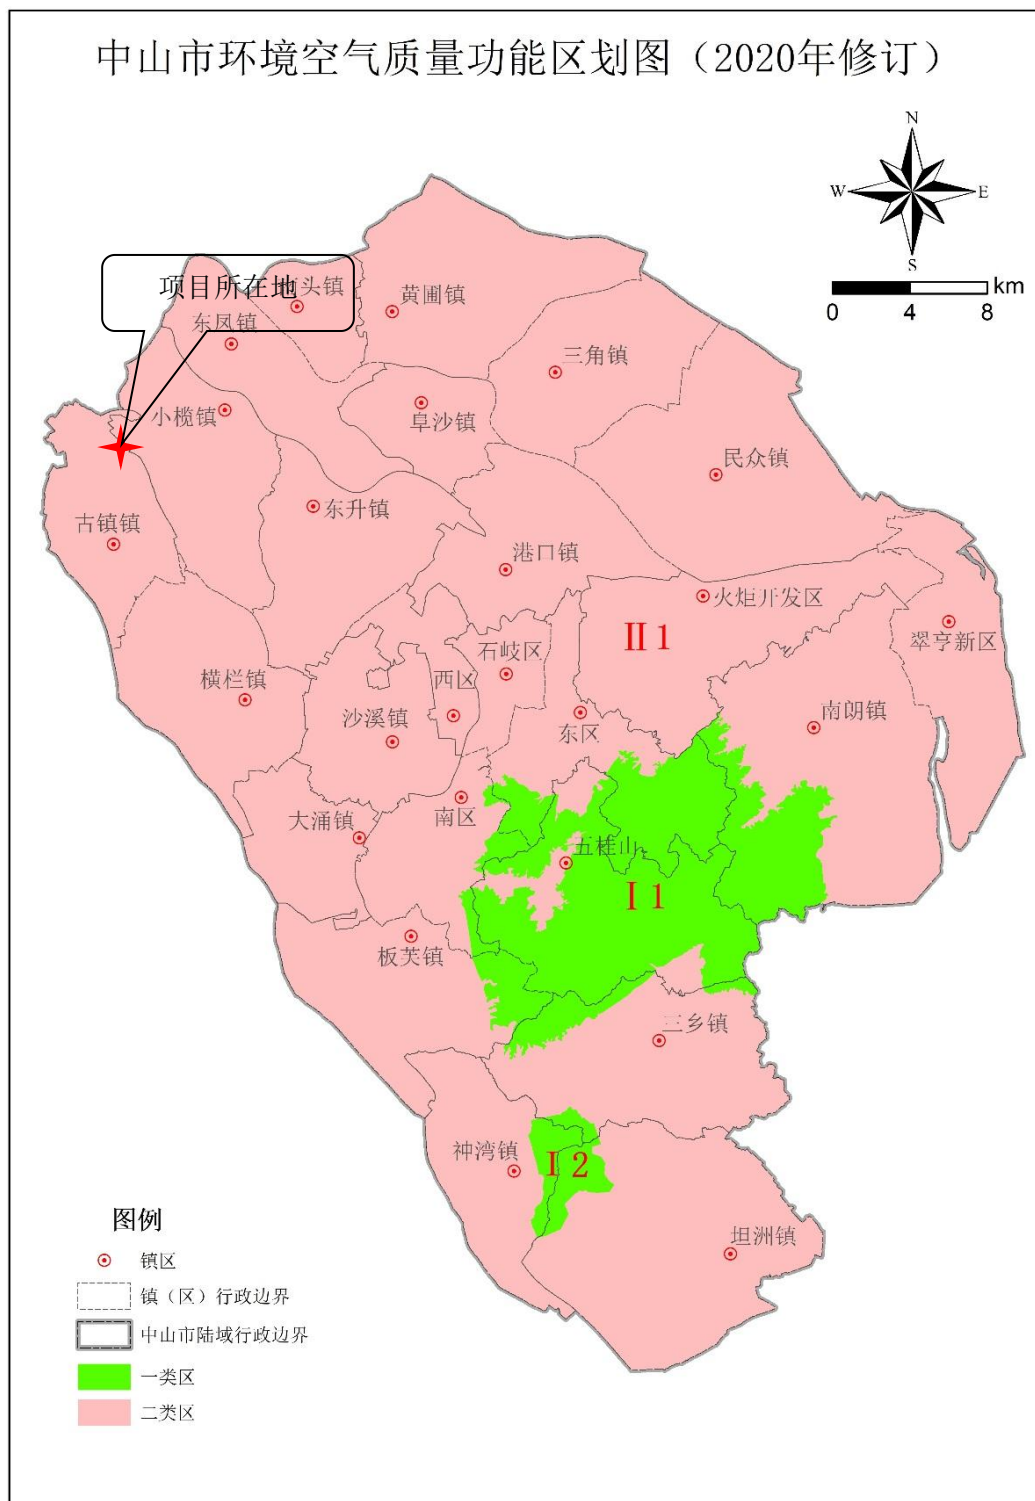 中山市环境空气质量功能区划图（2020年修订）
N
W
E
S
km
0 4 8
项目所在地
头镇
黄圃镇
东凤镇
三角镇
小榄镇
阜沙镇
民众镇
东升镇
古镇镇
港口镇
火炬开发区
翠亨新区
II 1
石岐区
西区
横栏镇
沙溪镇
东区
南朗镇
南区
大涌镇
五桂山
I 1
板芙镇
三乡镇
神湾镇
I 2
坦洲镇
图例
镇区
镇（区）行政边界
中山市陆域行政边界
一类区
二类区